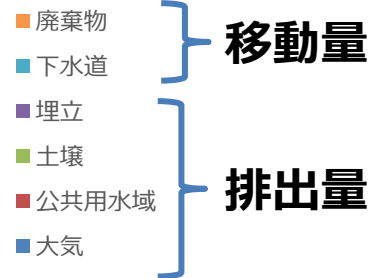 廃棄物
下水道
移動量
埋立
土壌
公共用水域
大気
排出量